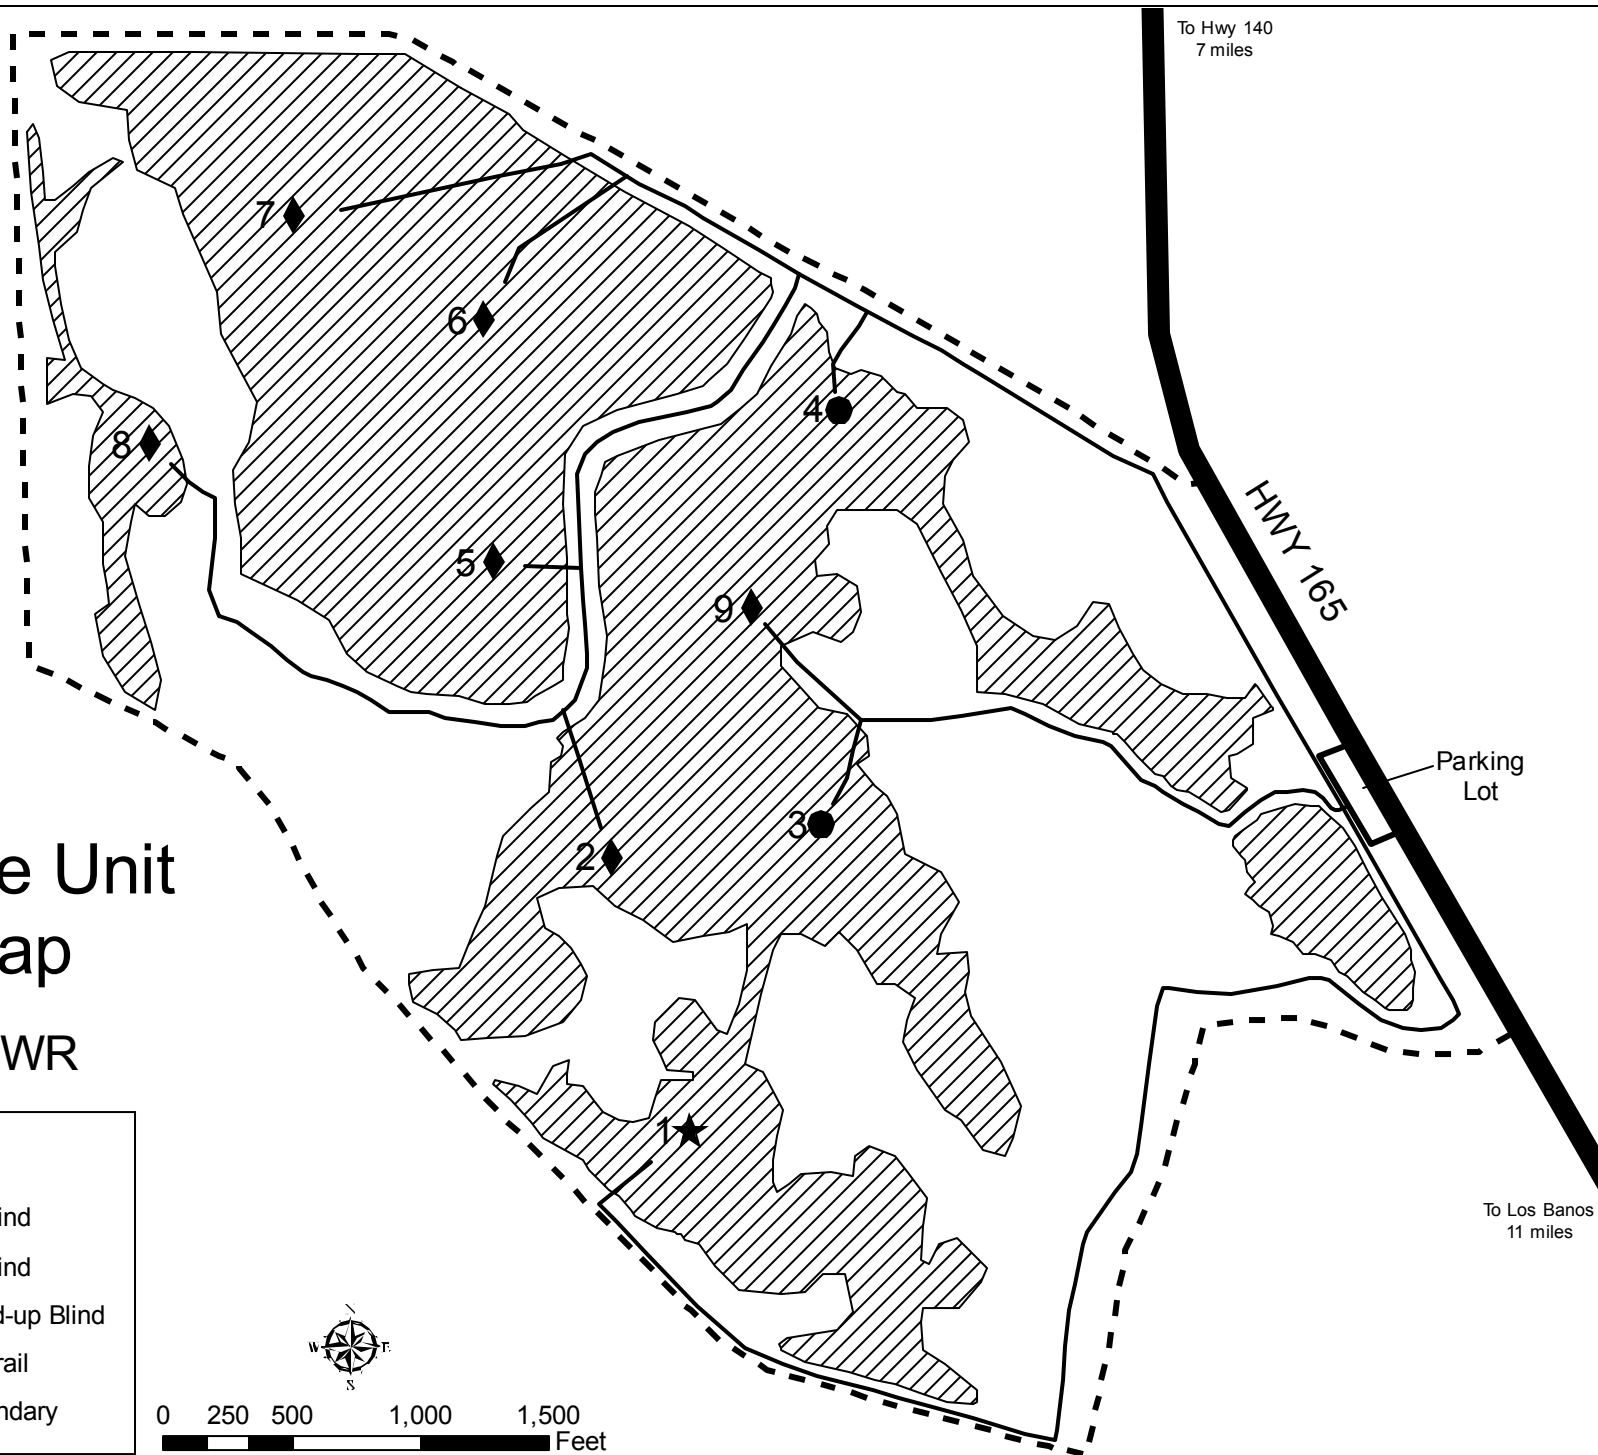 To Hwy 140
7 miles
7
6
4
8
HWY 165
5
9
Parking
Lot
3
2
e Unit
ap
WR
1
ind
ind
d-up Blind
rail
ndary
To Los Banos
11 miles
N
W E
S
0 250 500 1,000 1,500
Feet